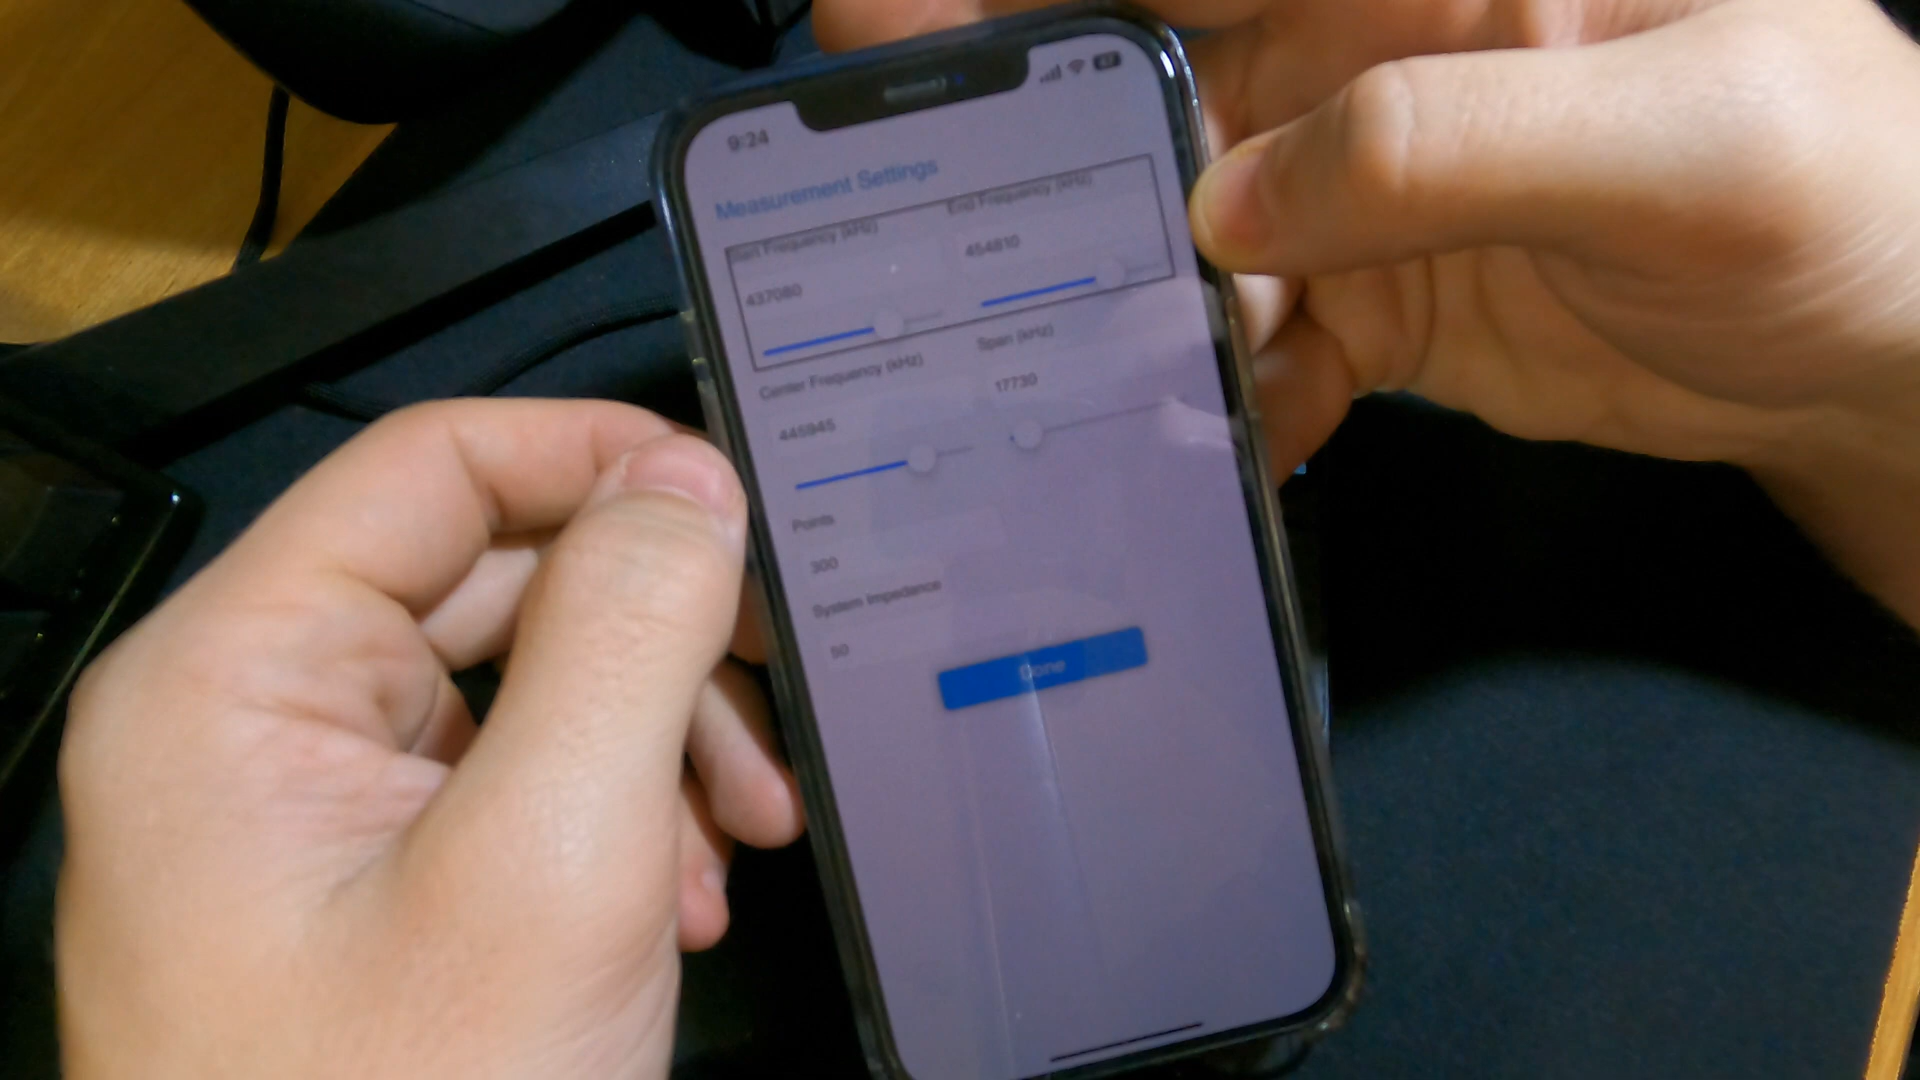 9:24
67
Measurement Settings
Start Frequency (kHz) End Frequency (kHz)
437080 454810
Center Frequency (kHz) Span (kHz)
445945 17730
Points
300
System Impedance
50
Done